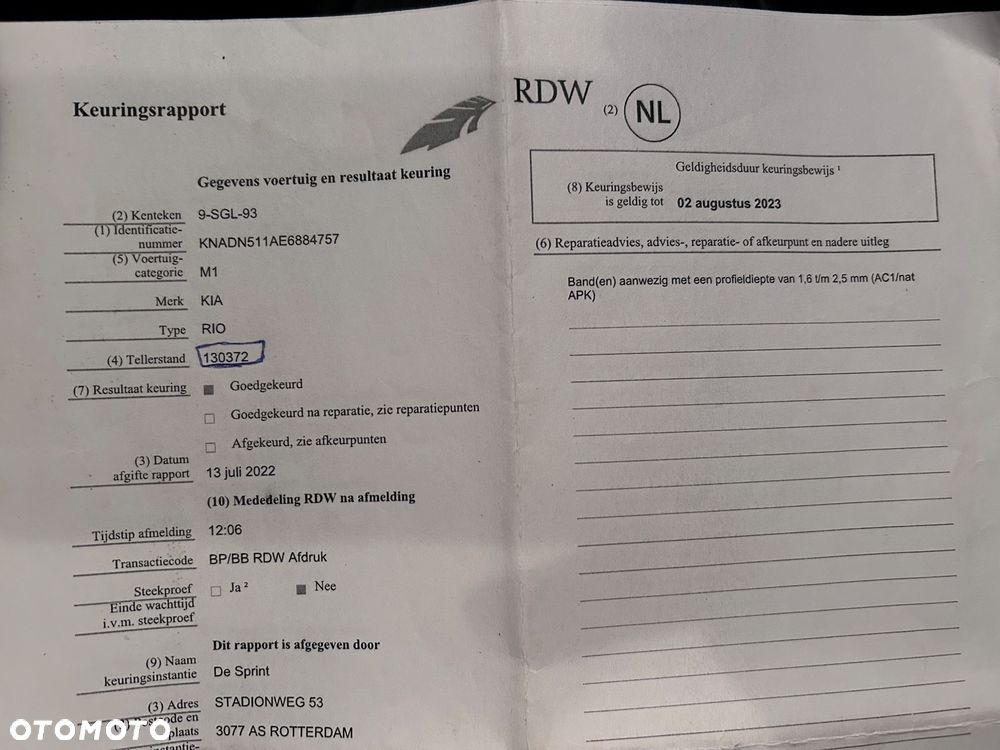 Keuringsrapport
Gegevens voertuig en resultaat keuring
(2) Kenteken 9-SGL-93
(1) Identificatie-
nummer KNADN511AE6884757
(5) Voertuig-
categorie M1
Merk KIA
Type RIO
(4) Tellerstand 130372
(7) Resultaat keuring Goedgekeurd
Goedgekeurd na reparatie, zie reparatiepunten
Afgekeurd, zie afkeurpunten
(3) Datum
afgifte rapport 13 juli 2022
(10) Mededeling RDW na afmelding
Tijdstip afmelding 12:06
Transactiecode BP/BB RDW Afdruk
Steekproef Ja ² Nee
Einde wachttijd
i.v.m. steekproef
Dit rapport is afgegeven door
(9) Naam
keuringsinstantie De Sprint
(3) Adres STADIONWEG 53
en
plaats 3077 AS ROTTERDAM
RDW (2) NL
Geldigheidsduur keuringsbewijs ¹
(8) Keuringsbewijs
is geldig tot 02 augustus 2023
(6) Reparatieadvies, advies-, reparatie- of afkeurpunt en nadere uitleg
Band(en) aanwezig met een profieldiepte van 1,6 t/m 2,5 mm (AC1/nat
APK)
OTOMOTO